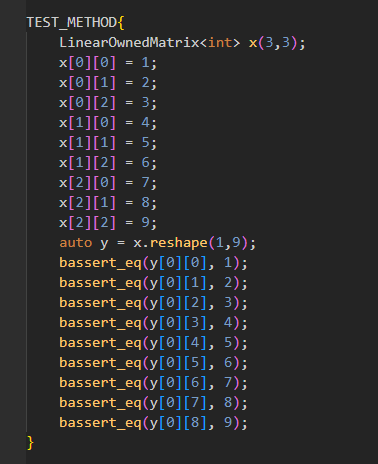 TEST_METHOD{
    LinearOwnedMatrix<int> x(3,3);
    x[0][0] = 1;
    x[0][1] = 2;
    x[0][2] = 3;
    x[1][0] = 4;
    x[1][1] = 5;
    x[1][2] = 6;
    x[2][0] = 7;
    x[2][1] = 8;
    x[2][2] = 9;
    auto y = x.reshape(1,9);
    bassert_eq(y[0][0], 1);
    bassert_eq(y[0][1], 2);
    bassert_eq(y[0][2], 3);
    bassert_eq(y[0][3], 4);
    bassert_eq(y[0][4], 5);
    bassert_eq(y[0][5], 6);
    bassert_eq(y[0][6], 7);
    bassert_eq(y[0][7], 8);
    bassert_eq(y[0][8], 9);
}